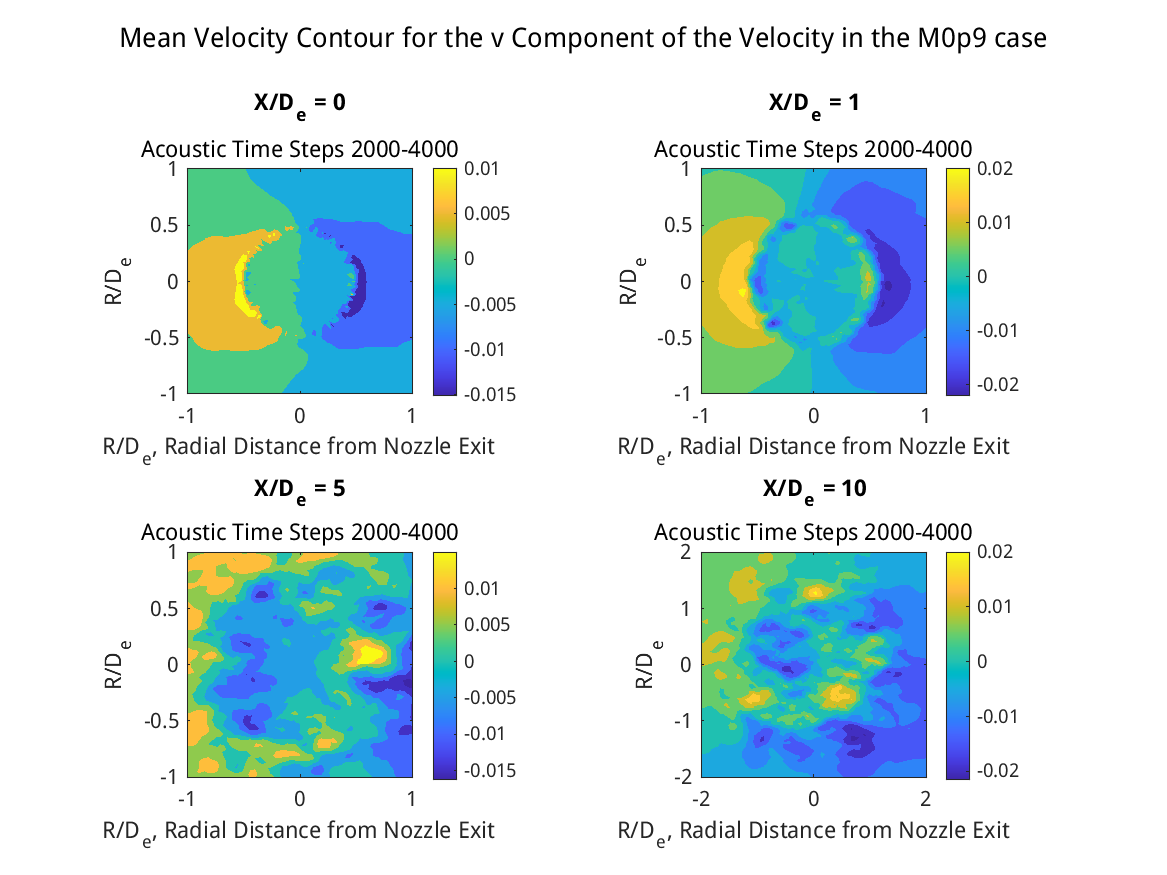 Mean Velocity Contour for the v Component of the Velocity in the M0p9 case
X/De = 0
Acoustic Time Steps 2000-4000
1
0.5
0
-0.5
-1
R/De
-1 0 1
R/De, Radial Distance from Nozzle Exit
0.01
0.005
0
-0.005
-0.01
-0.015
X/De = 1
Acoustic Time Steps 2000-4000
1
0.5
0
-0.5
-1
R/De
-1 0 1
R/De, Radial Distance from Nozzle Exit
0.02
0.01
0
-0.01
-0.02
X/De = 5
Acoustic Time Steps 2000-4000
1
0.5
0
-0.5
-1
R/De
-1 0 1
R/De, Radial Distance from Nozzle Exit
0.01
0.005
0
-0.005
-0.01
-0.015
X/De = 10
Acoustic Time Steps 2000-4000
2
1
0
-1
-2
R/De
-2 0 2
R/De, Radial Distance from Nozzle Exit
0.02
0.01
0
-0.01
-0.02